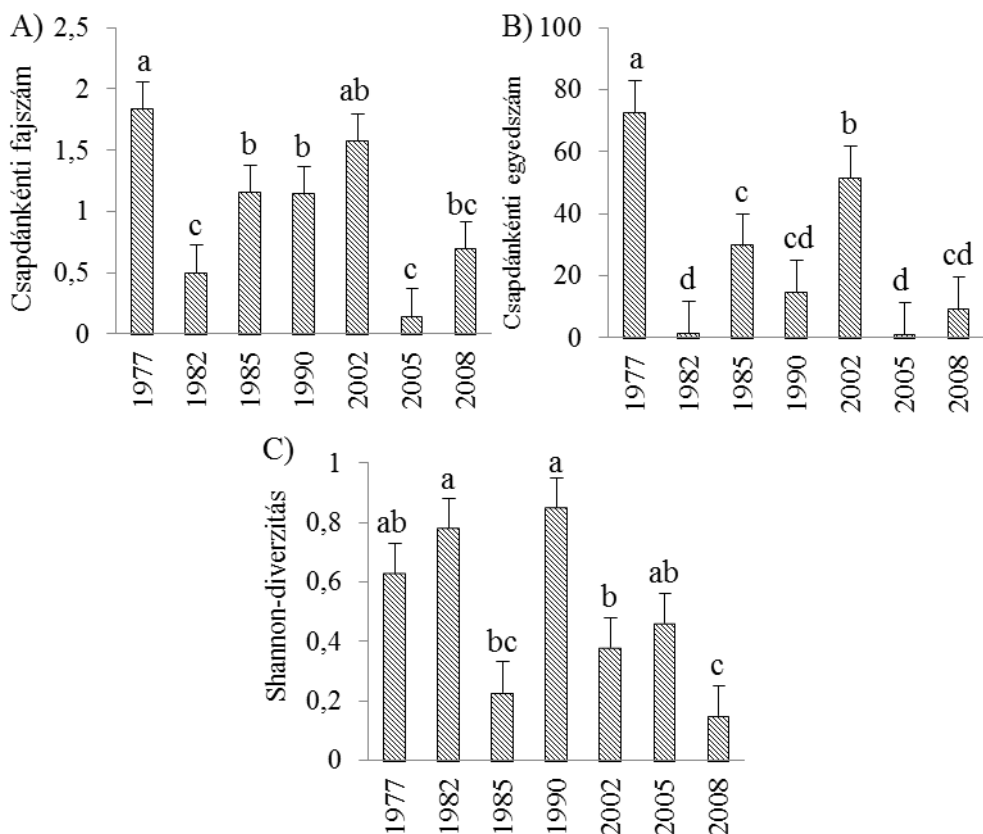 A)
Csapdánkénti fajszám
2,5
2
1,5
1
0,5
0
a
c
b
b
ab
c
bc
1977
1982
1985
1990
2002
2005
2008
B)
Csapdánkénti egyedszám
100
80
60
40
20
0
a
d
c
cd
b
d
cd
1977
1982
1985
1990
2002
2005
2008
C)
Shannon-diverzitás
1
0,8
0,6
0,4
0,2
0
ab
a
bc
a
b
ab
c
1977
1982
1985
1990
2002
2005
2008